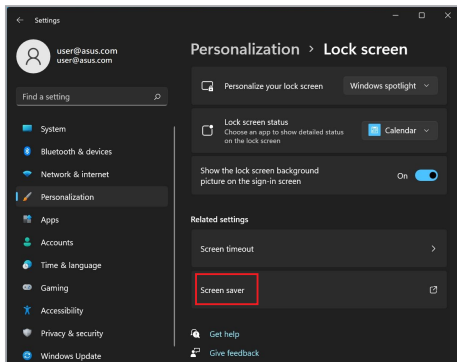 Settings
user@asus.com
user@asus.com
Find a setting
System
Bluetooth & devices
Network & internet
Personalization
Apps
Accounts
Time & language
Gaming
Accessibility
Privacy & security
Windows Update
Personalization > Lock screen
Personalize your lock screen
Windows spotlight
Lock screen status
Choose an app to show detailed status
on the lock screen
Calendar
Show the lock screen background
picture on the sign-in screen
On
Related settings
Screen timeout
Screen saver
Get help
Give feedback